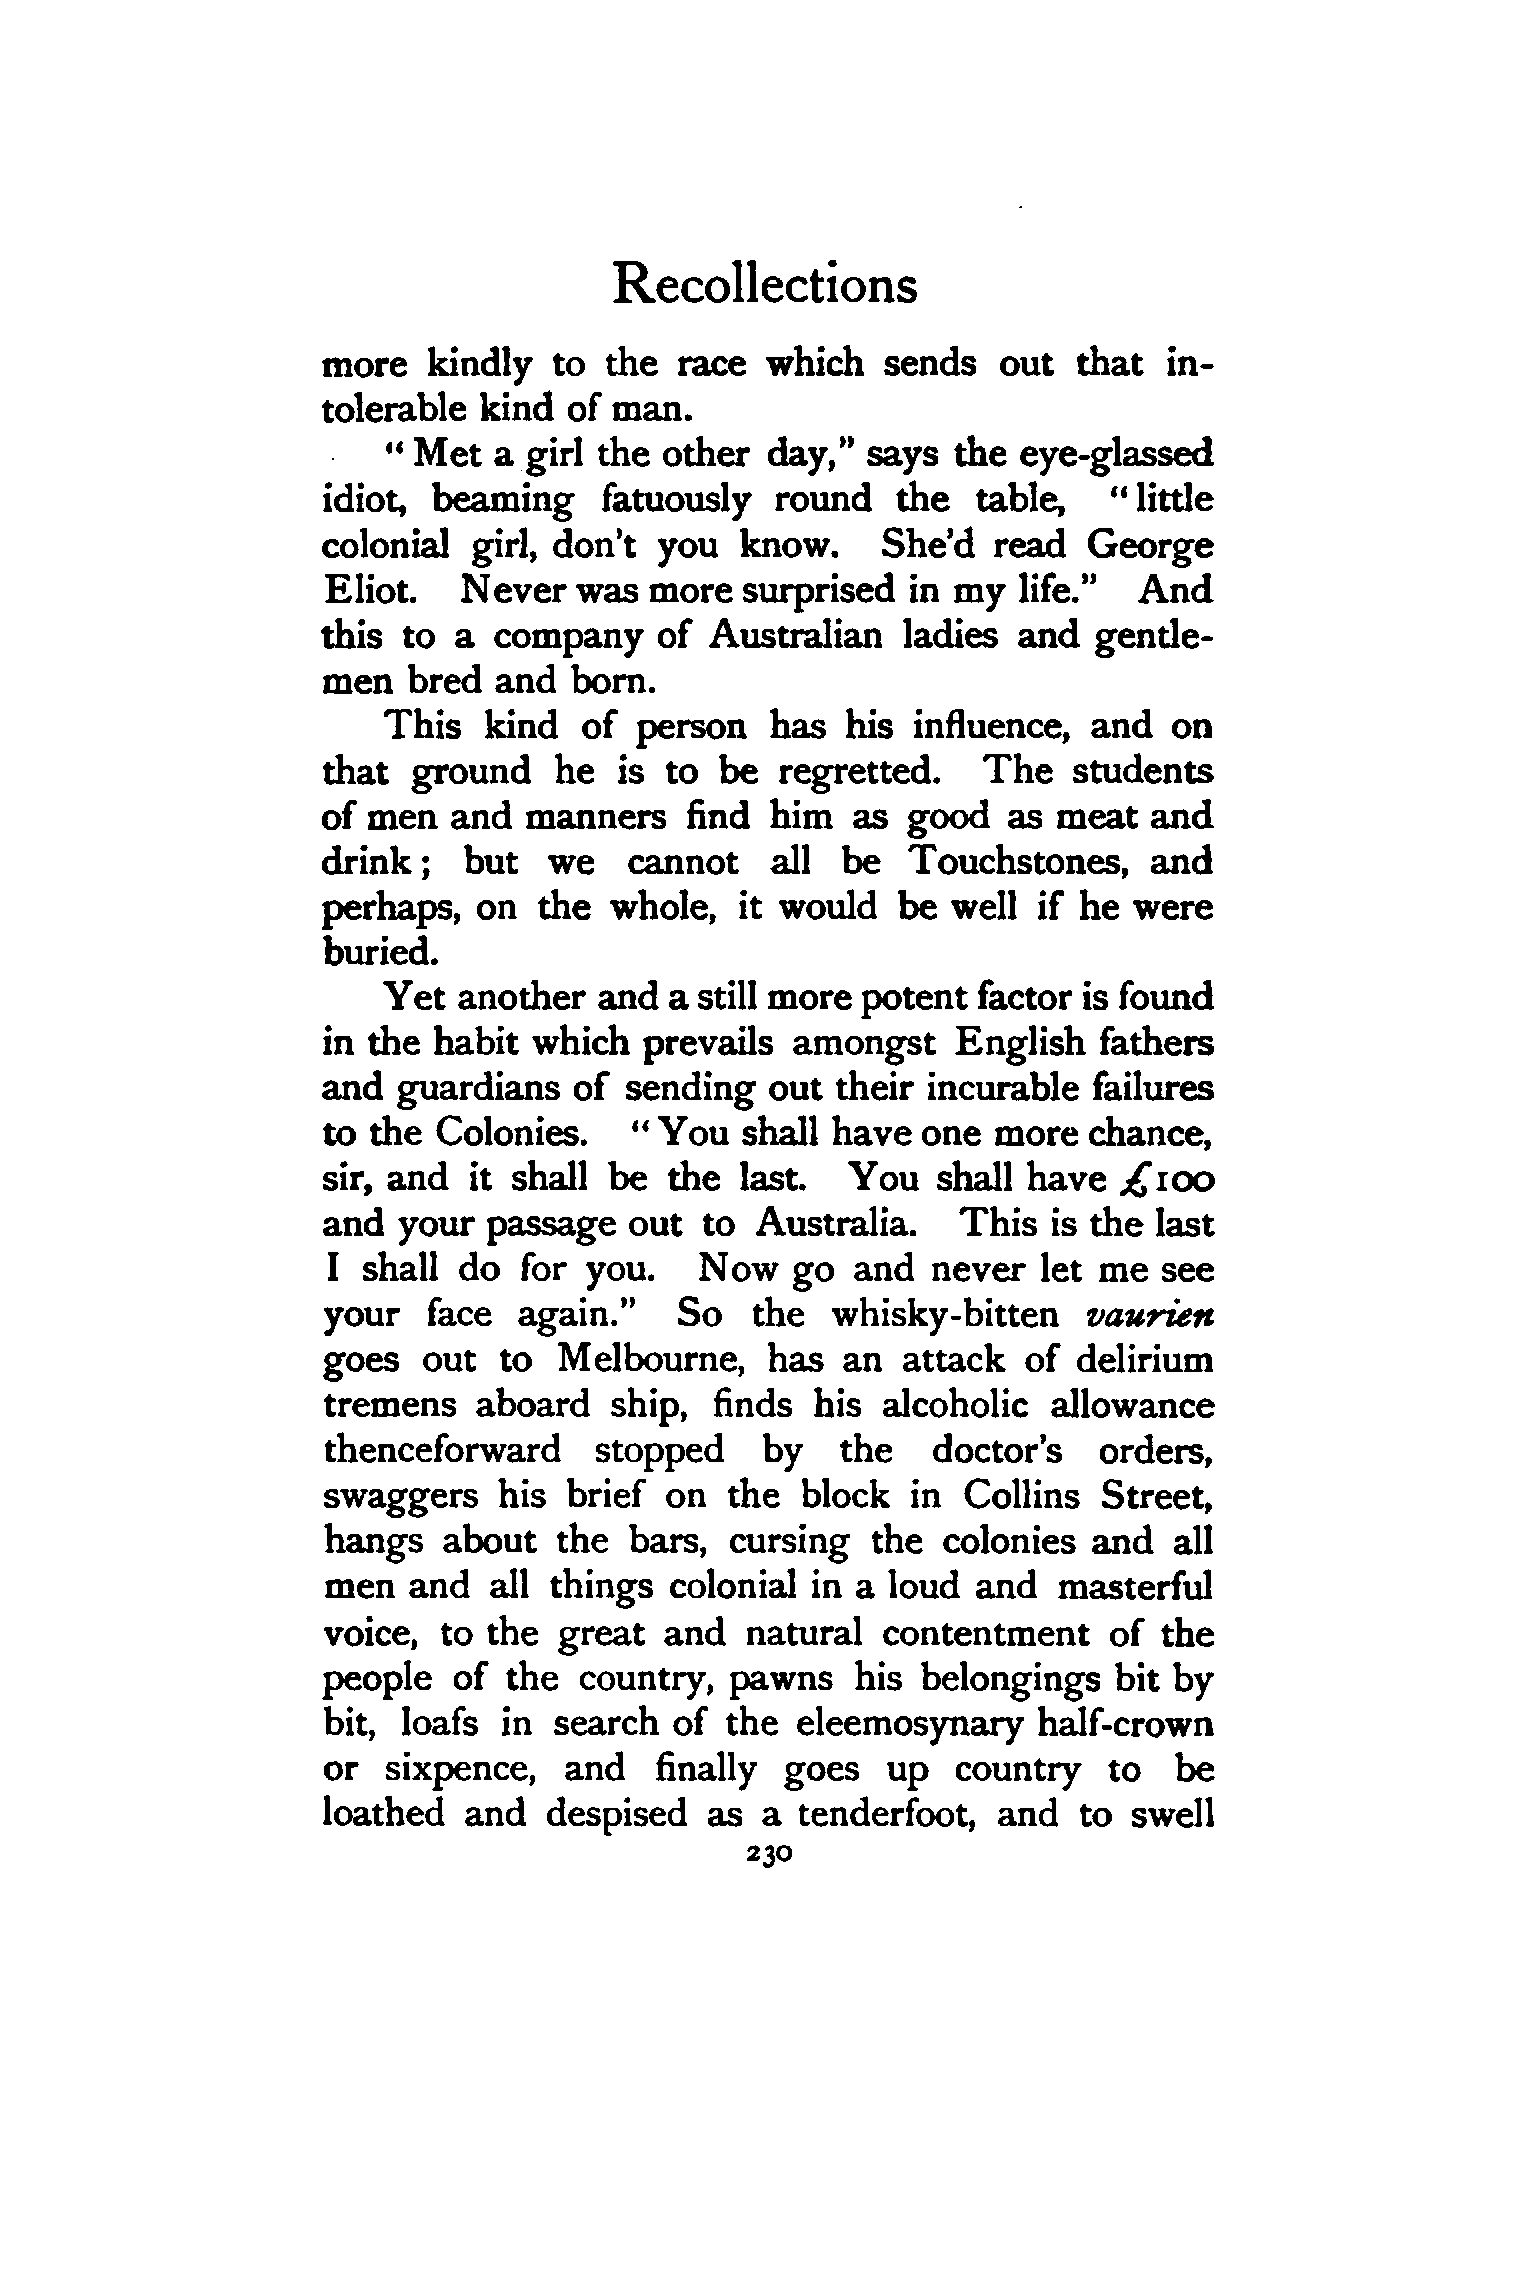 Recollections
more kindly to the race which sends out that in-
tolerable kind of man.
“ Met a girl the other day,” says the eye-glassed
idiot, beaming fatuously round the table, “ little
colonial girl, don’t you know. She’d read George
Eliot. Never was more surprised in my life.” And
this to a company of Australian ladies and gentle-
men bred and born.
This kind of person has his influence, and on
that ground he is to be regretted. The students
of men and manners find him as good as meat and
drink ; but we cannot all be Touchstones, and
perhaps, on the whole, it would be well if he were
buried.
Yet another and a still more potent factor is found
in the habit which prevails amongst English fathers
and guardians of sending out their incurable failures
to the Colonies. “ You shall have one more chance,
sir, and it shall be the last. You shall have £100
and your passage out to Australia. This is the last
I shall do for you. Now go and never let me see
your face again.” So the whisky-bitten vaurien
goes out to Melbourne, has an attack of delirium
tremens aboard ship, finds his alcoholic allowance
thenceforward stopped by the doctor’s orders,
swaggers his brief on the block in Collins Street,
hangs about the bars, cursing the colonies and all
men and all things colonial in a loud and masterful
voice, to the great and natural contentment of the
people of the country, pawns his belongings bit by
bit, loafs in search of the eleemosynary half-crown
or sixpence, and finally goes up country to be
loathed and despised as a tenderfoot, and to swell
230